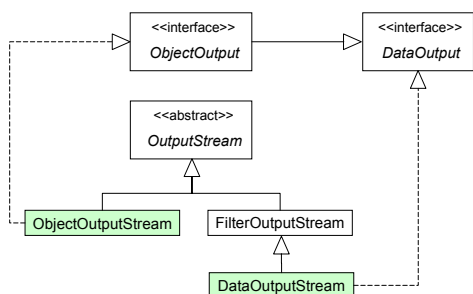 <<interface>>
ObjectOutput
<<interface>>
DataOutput
<<abstract>>
OutputStream
ObjectOutputStream
FilterOutputStream
DataOutputStream